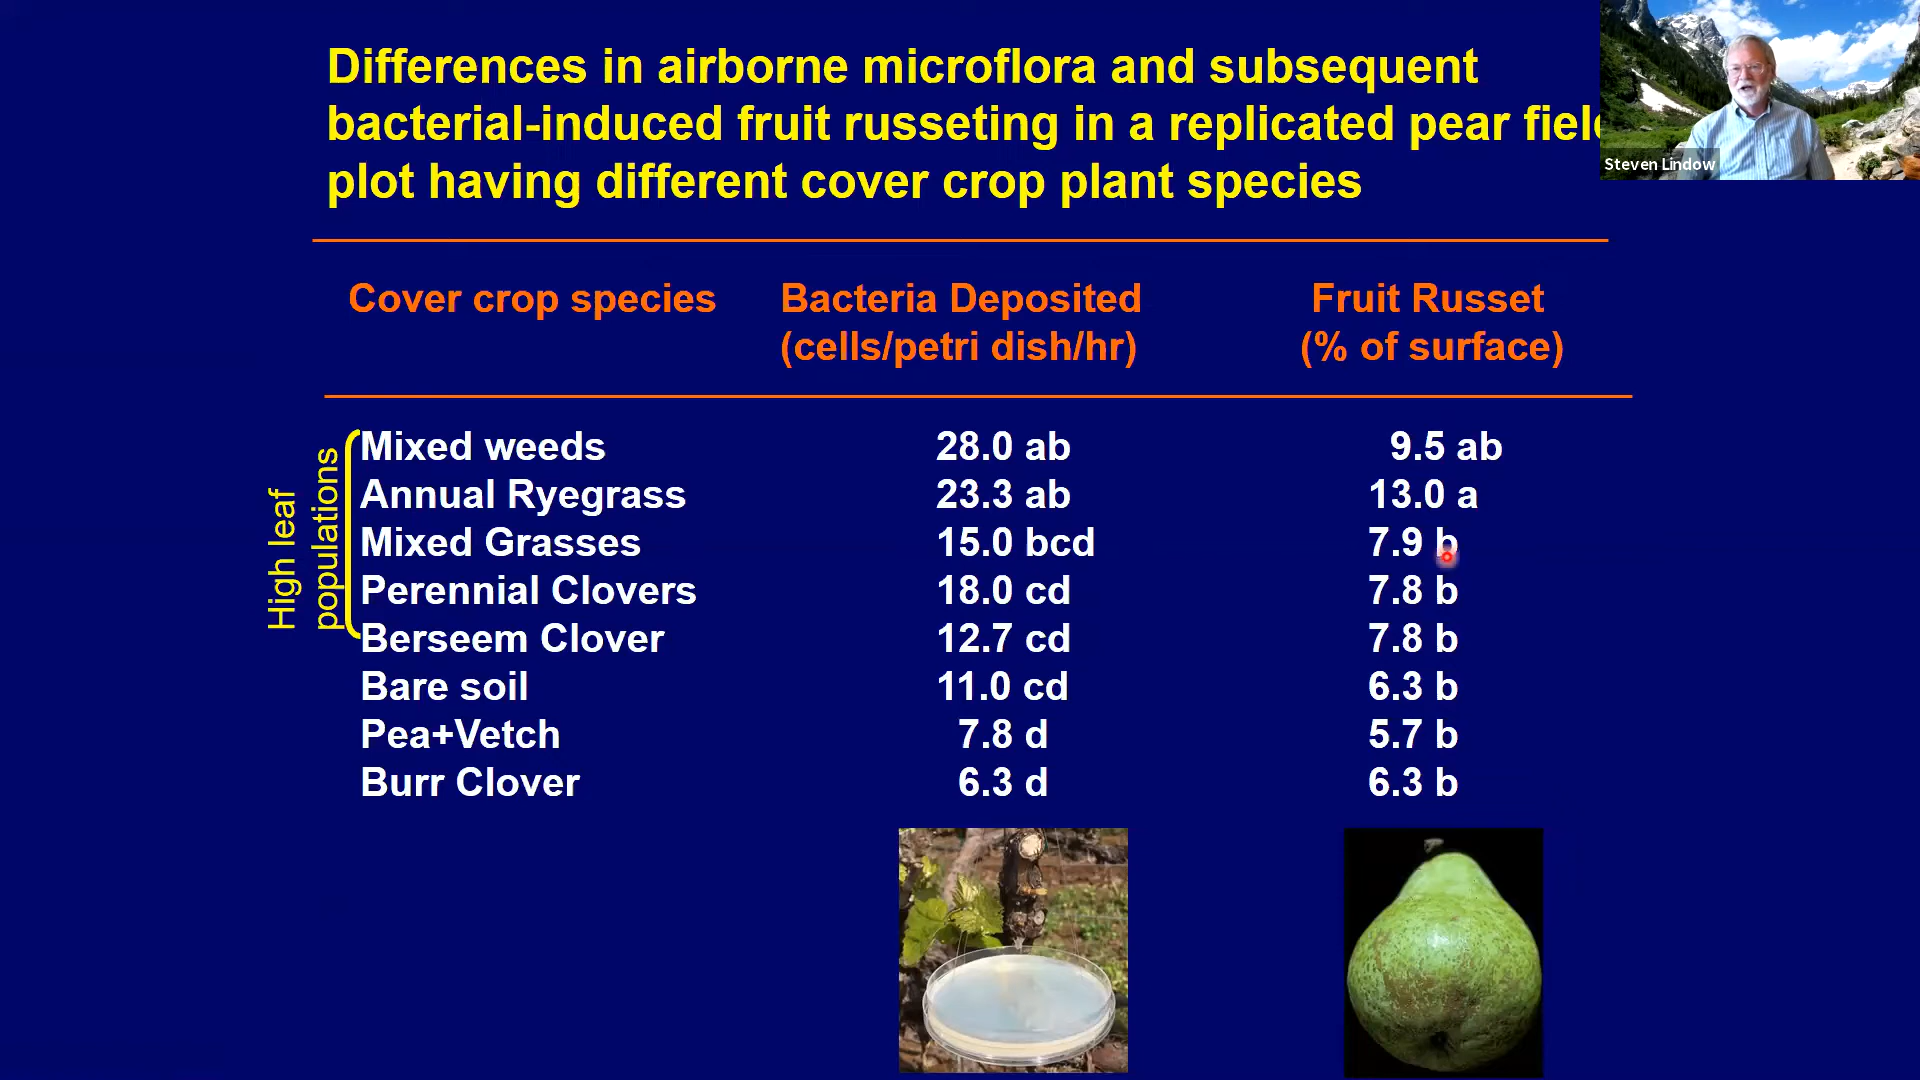 Differences in airborne microflora and subsequent
bacterial-induced fruit russeting in a replicated pear
plot having different cover crop plant species
Steven Lindow
Cover crop species
Bacteria Deposited
(cells/petri dish/hr)
Fruit Russet
(% of surface)
High leaf
populations
Mixed weeds 28.0 ab 9.5 ab
Annual Ryegrass 23.3 ab 13.0 a
Mixed Grasses 15.0 bcd 7.9 b
Perennial Clovers 18.0 cd 7.8 b
Berseem Clover 12.7 cd 7.8 b
Bare soil 11.0 cd 6.3 b
Pea+Vetch 7.8 d 5.7 b
Burr Clover 6.3 d 6.3 b